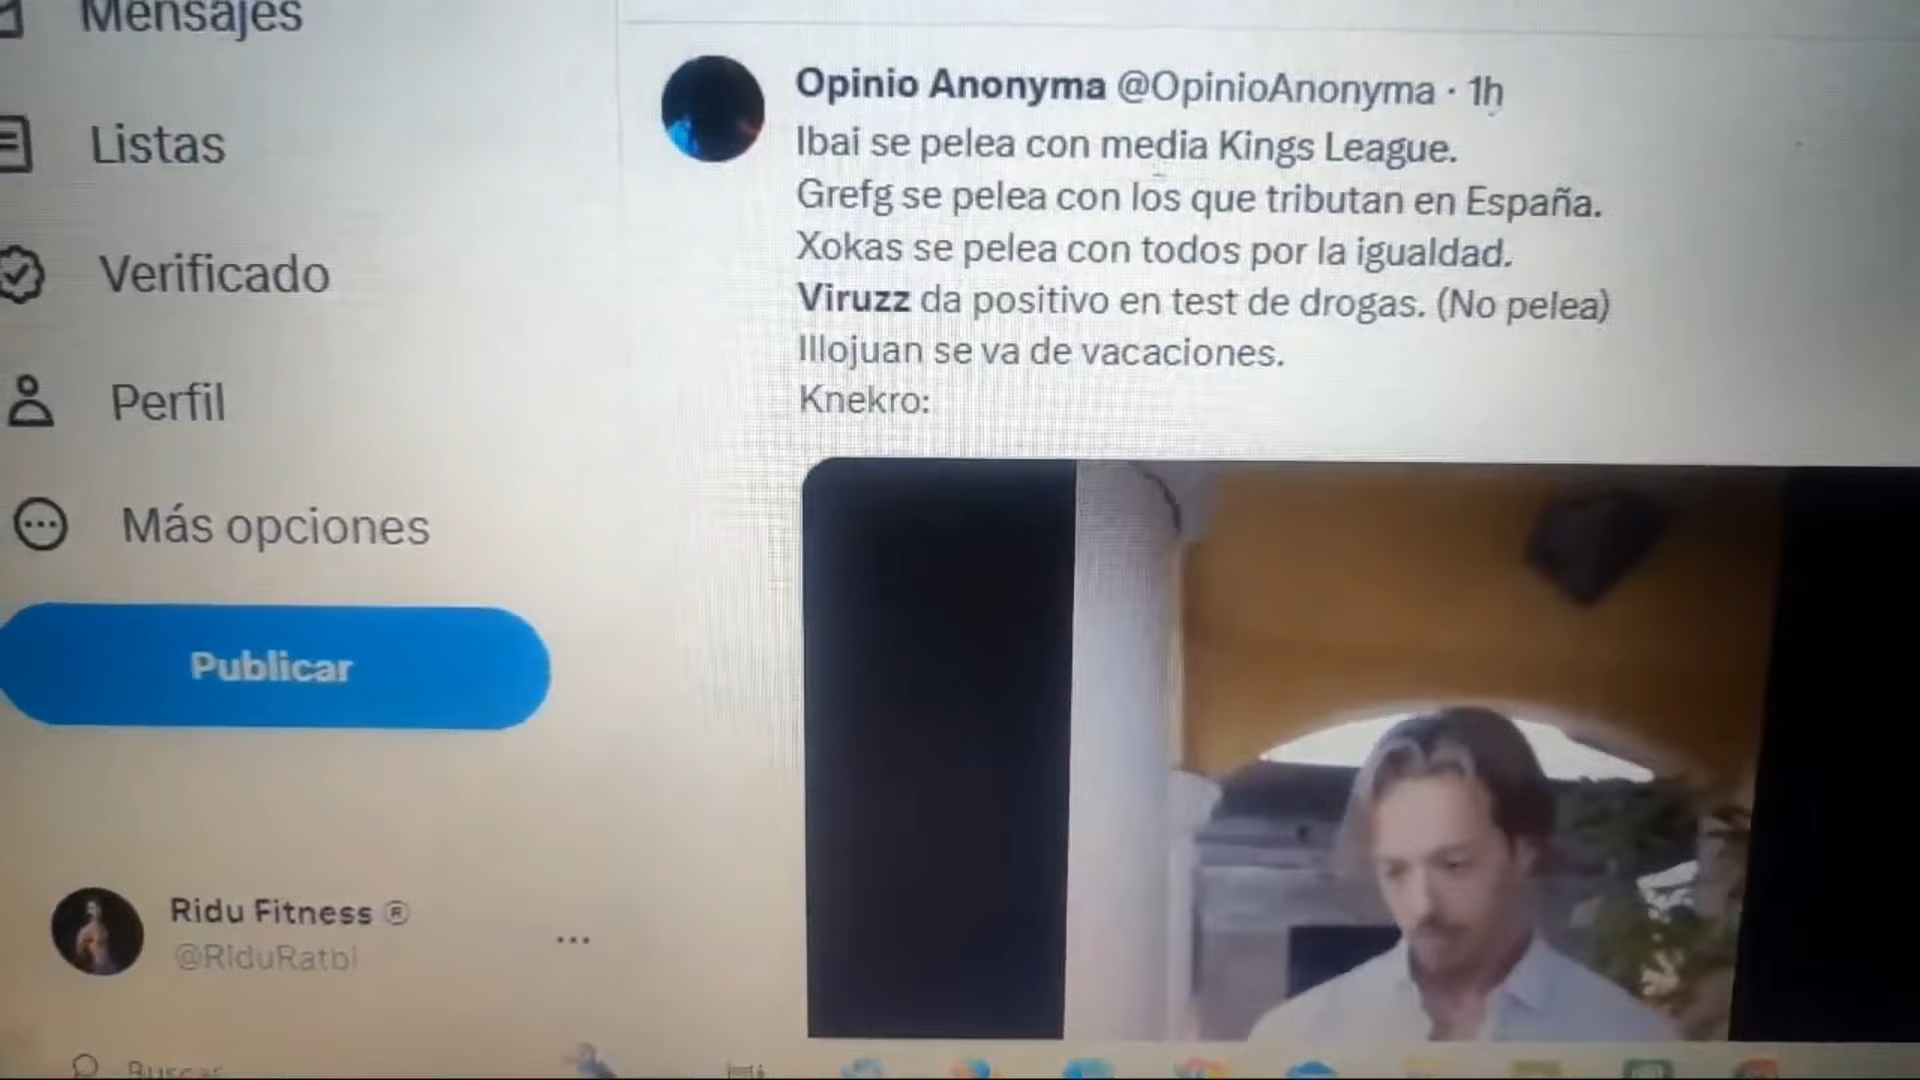 Mensajes
Listas
Verificado
Perfil
Más opciones
Publicar
Ridu Fitness ®
@RiduRatbi
Buscar
Opinio Anonyma @OpinioAnonyma · 1h
Ibai se pelea con media Kings League.
Grefg se pelea con los que tributan en España.
Xokas se pelea con todos por la igualdad.
Viruzz da positivo en test de drogas. (No pelea)
Illojuan se va de vacaciones.
Knekro: